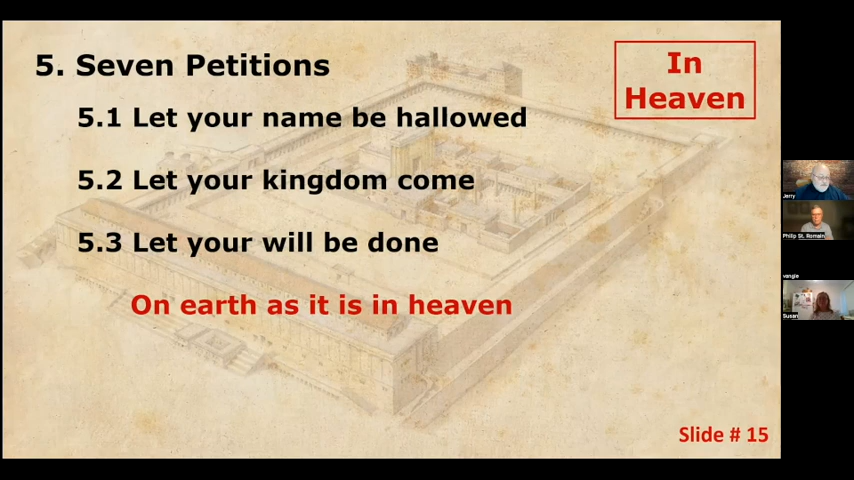 5. Seven Petitions
In
Heaven
5.1 Let your name be hallowed
5.2 Let your kingdom come
5.3 Let your will be done
On earth as it is in heaven
Slide # 15
Jerry
Philip St. Romain
vangie
Susan